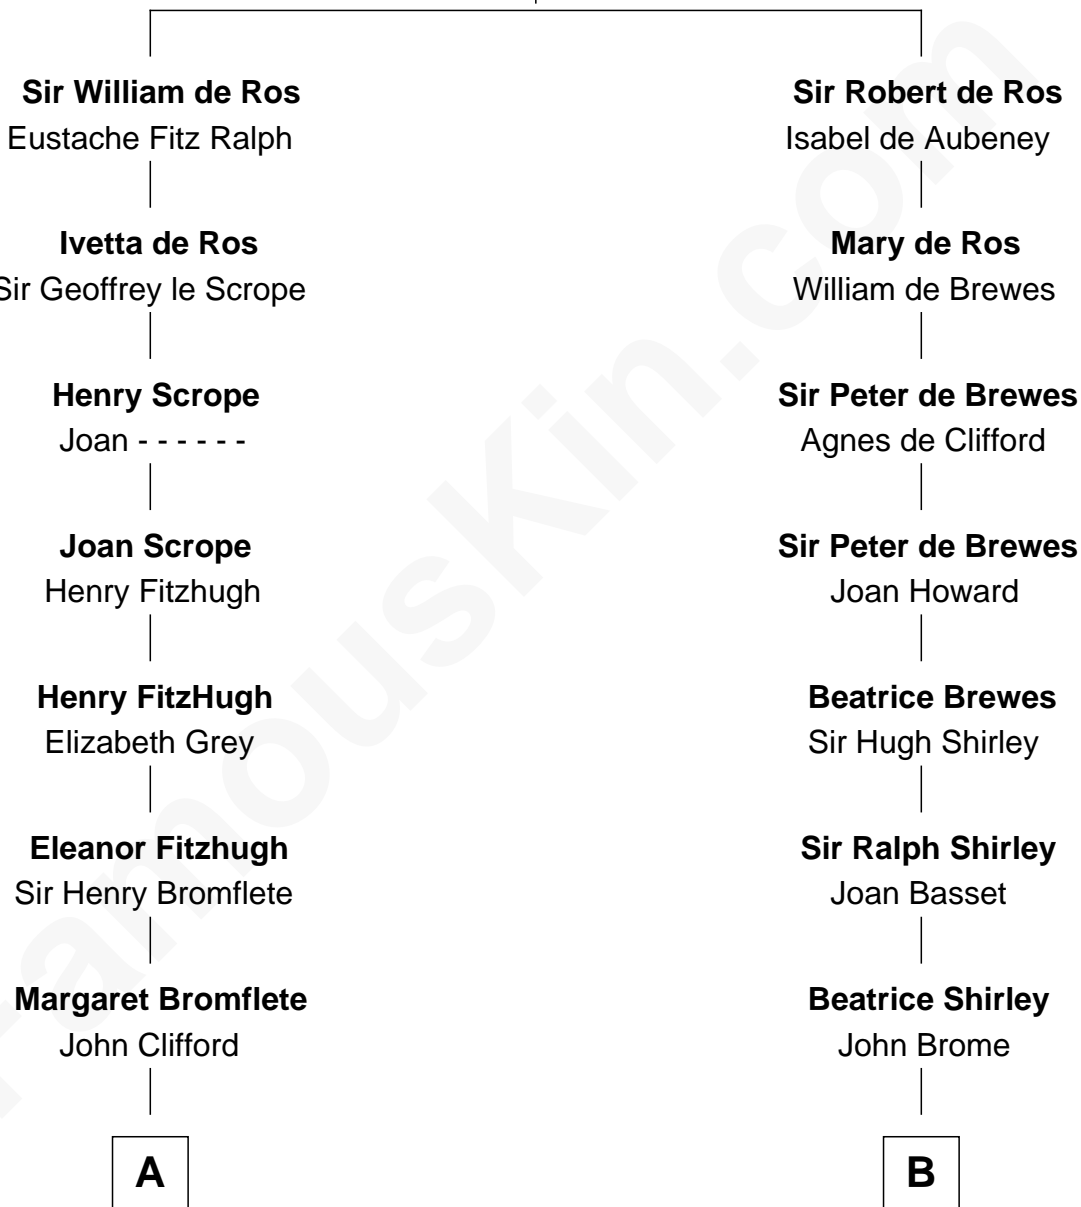 Sir William de Ros
Eustache Fitz Ralph
Ivetta de Ros
Sir Geoffrey le Scrope
Henry Scrope
Joan - - - - - -
Joan Scrope
Henry Fitzhugh
Henry FitzHugh
Elizabeth Grey
Eleanor Fitzhugh
Sir Henry Bromflete
Margaret Bromflete
John Clifford
A
Sir Robert de Ros
Isabel de Aubeney
Mary de Ros
William de Brewes
Sir Peter de Brewes
Agnes de Clifford
Sir Peter de Brewes
Joan Howard
Beatrice Brewes
Sir Hugh Shirley
Sir Ralph Shirley
Joan Basset
Beatrice Shirley
John Brome
B
FamousKin.com